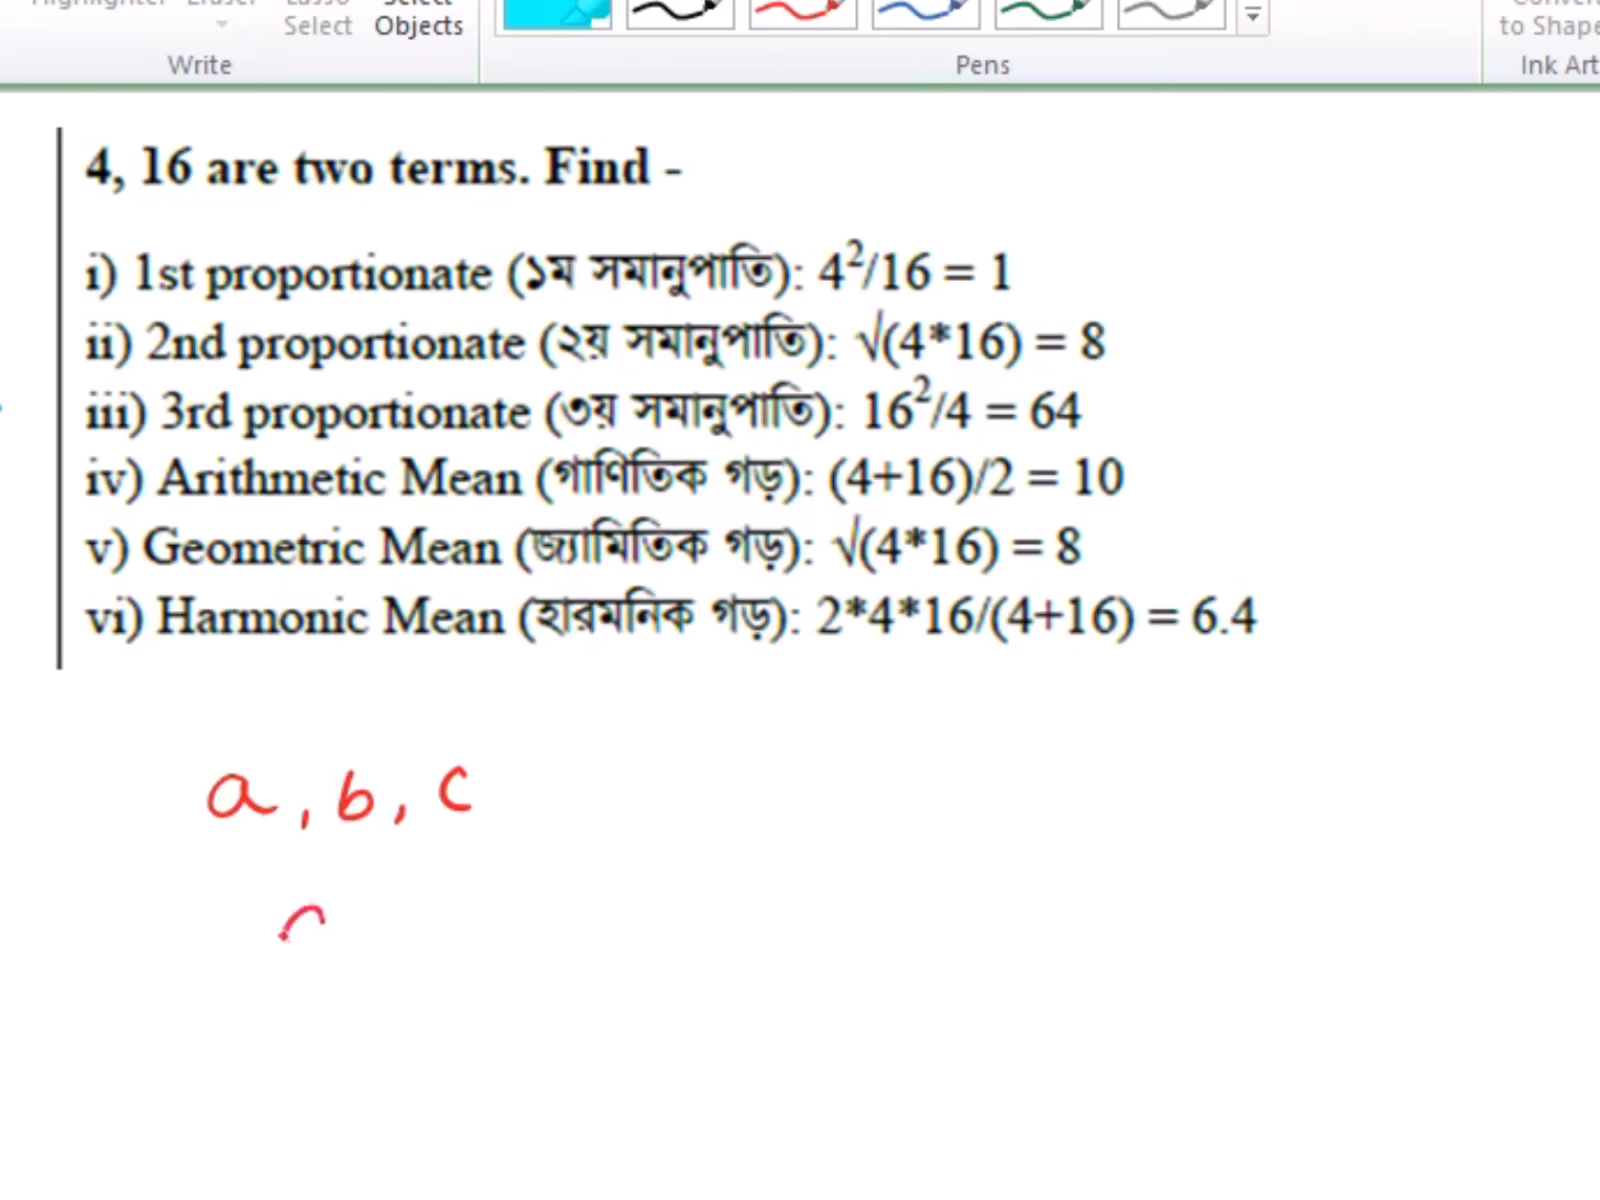 Select Objects
to Shape
Write
Pens
Ink Art
4, 16 are two terms. Find -
i) 1st proportionate (১ম সমানুপাতি): 4²/16 = 1
ii) 2nd proportionate (২য় সমানুপাতি): √(4*16) = 8
iii) 3rd proportionate (৩য় সমানুপাতি): 16²/4 = 64
iv) Arithmetic Mean (গাণিতিক গড়): (4+16)/2 = 10
v) Geometric Mean (জ্যামিতিক গড়): √(4*16) = 8
vi) Harmonic Mean (হারমনিক গড়): 2*4*16/(4+16) = 6.4
a, b, c